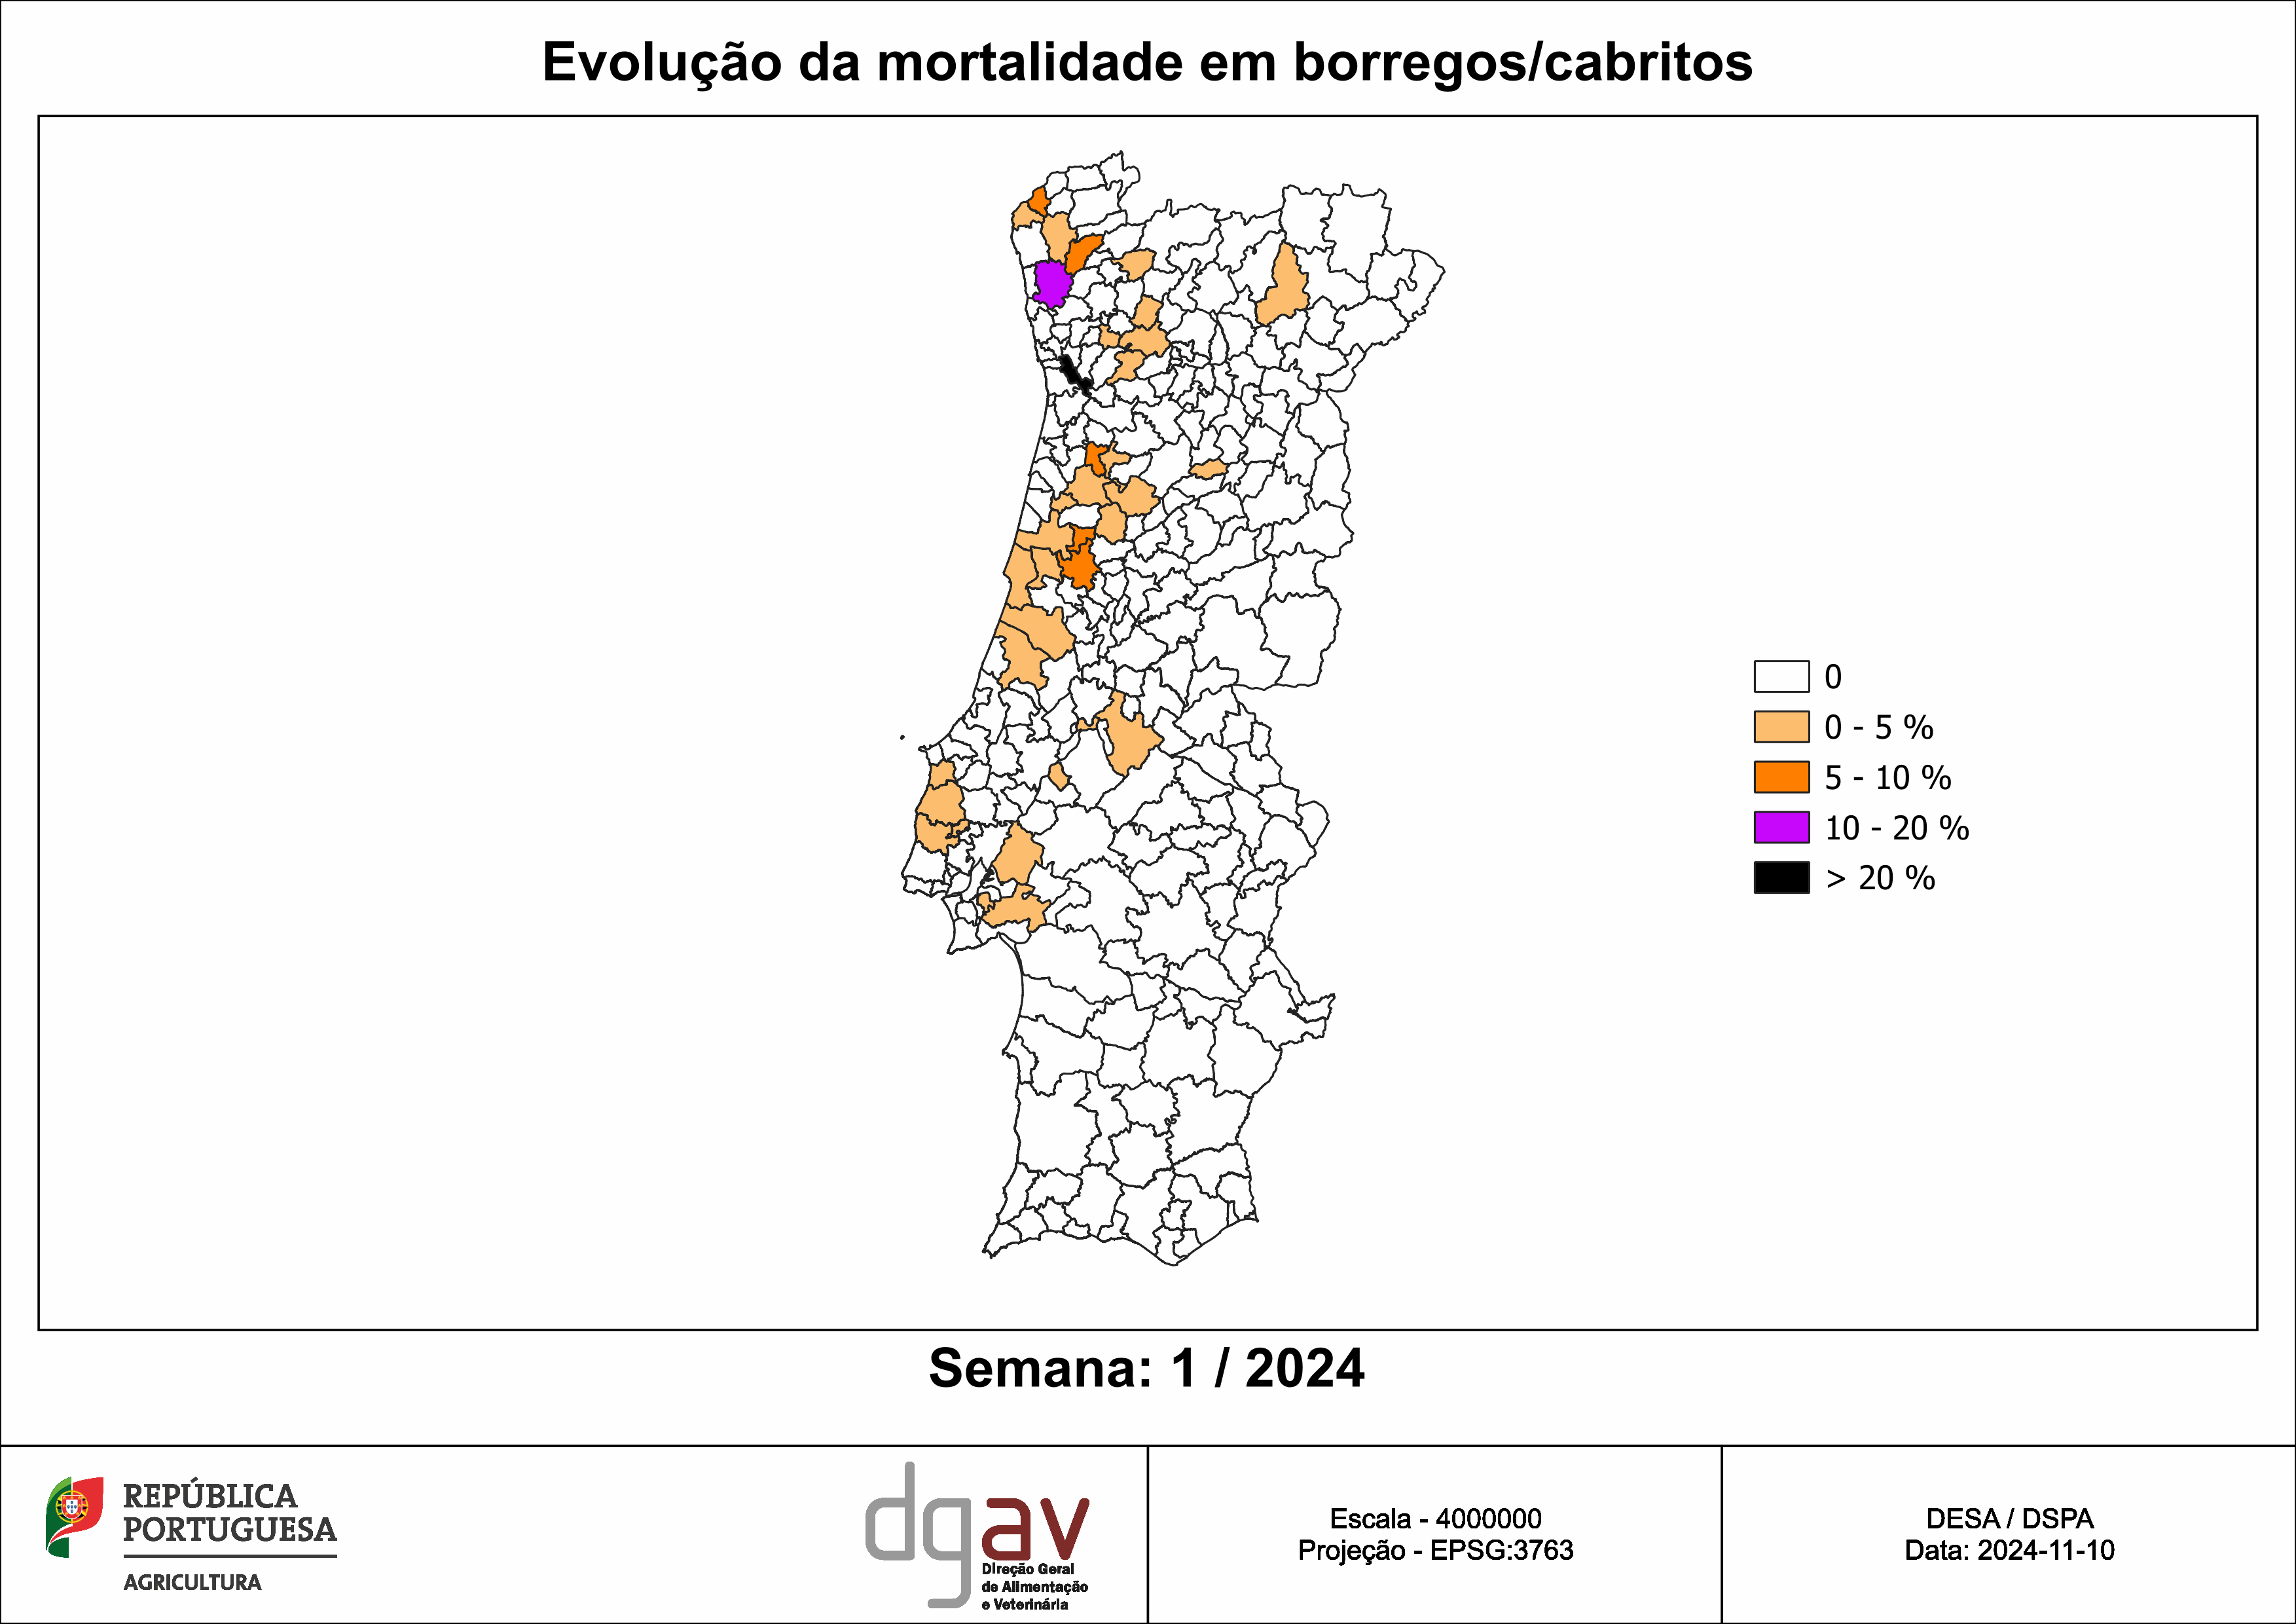 Evolução da mortalidade em borregos/cabritos
0
0 - 5 %
5 - 10 %
10 - 20 %
> 20 %
Semana: 1 / 2024
REPÚBLICA
PORTUGUESA
AGRICULTURA
dgav
Direção Geral
de Alimentação
e Veterinária
Escala - 4000000
Projeção - EPSG:3763
DESA / DSPA
Data: 2024-11-10